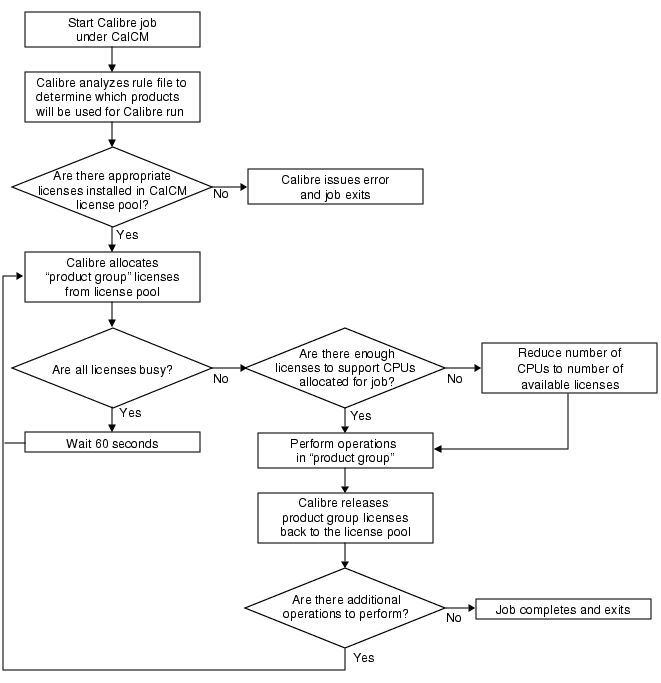 Start Calibre job
under CalCM
Calibre analyzes rule file to
determine which products
will be used for Calibre run
Are there appropriate
licenses installed in CalCM
license pool?
No
Calibre issues error
and job exits
Yes
Calibre allocates
“product group” licenses
from license pool
Are all licenses busy?
No
Are there enough
licenses to support CPUs
allocated for job?
No
Reduce number of
CPUs to number of
available licenses
Yes
Wait 60 seconds
Yes
Perform operations
in “product group”
Calibre releases
product group licenses
back to the license pool
Are there additional
operations to perform?
No
Job completes and exits
Yes